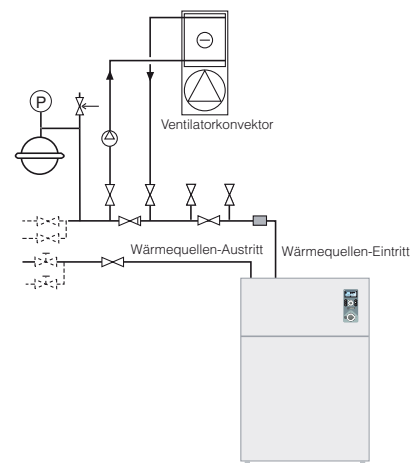 P
Ventilatorkonvektor
Wärmequellen-Austritt
Wärmequellen-Eintritt